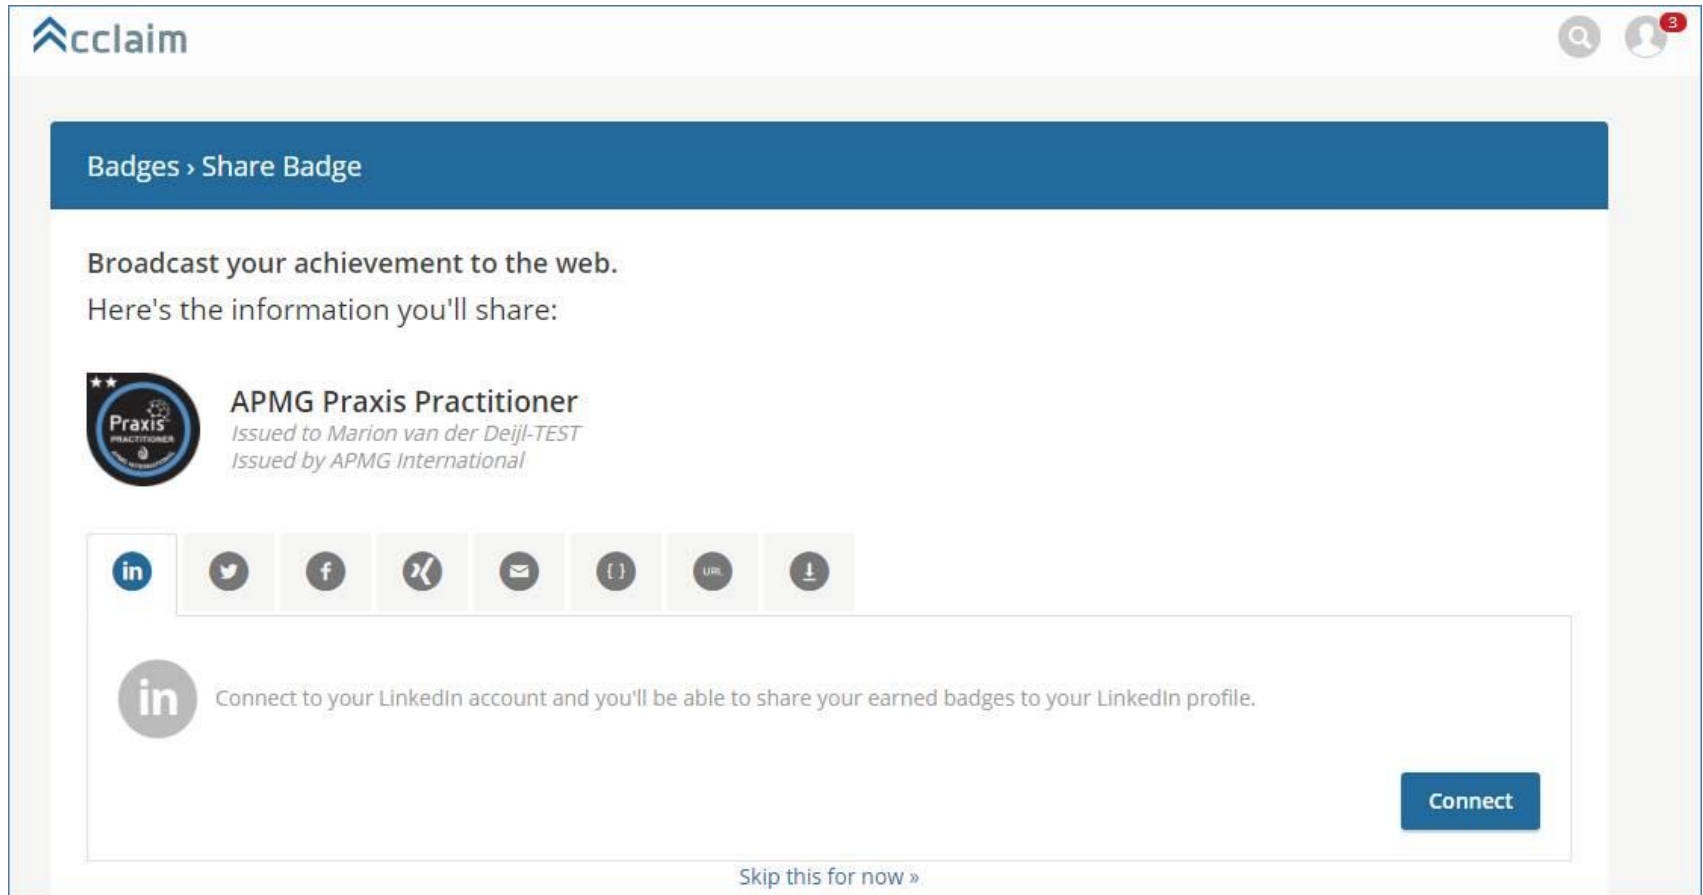 Acclaim
3
Badges › Share Badge
Broadcast your achievement to the web.
Here's the information you'll share:
Praxis
PRACTITIONER
APMG INTERNATIONAL
APMG Praxis Practitioner
Issued to Marion van der Deijl-TEST
Issued by APMG International
in
f
{ }
URL
in
Connect to your LinkedIn account and you'll be able to share your earned badges to your LinkedIn profile.
Connect
Skip this for now »